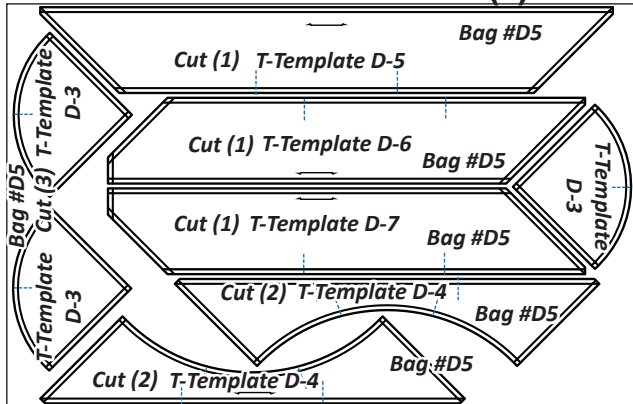 Bag #D5
Cut (1) T-Template D-5
T-Template
D-3
Cut (1) T-Template D-6
Bag #D5
T-Template
D-3
Bag #D5
Cut (3)
Cut (1) T-Template D-7
Bag #D5
T-Template
D-3
Cut (2) T-Template D-4
Bag #D5
Cut (2) T-Template D-4
Bag #D5